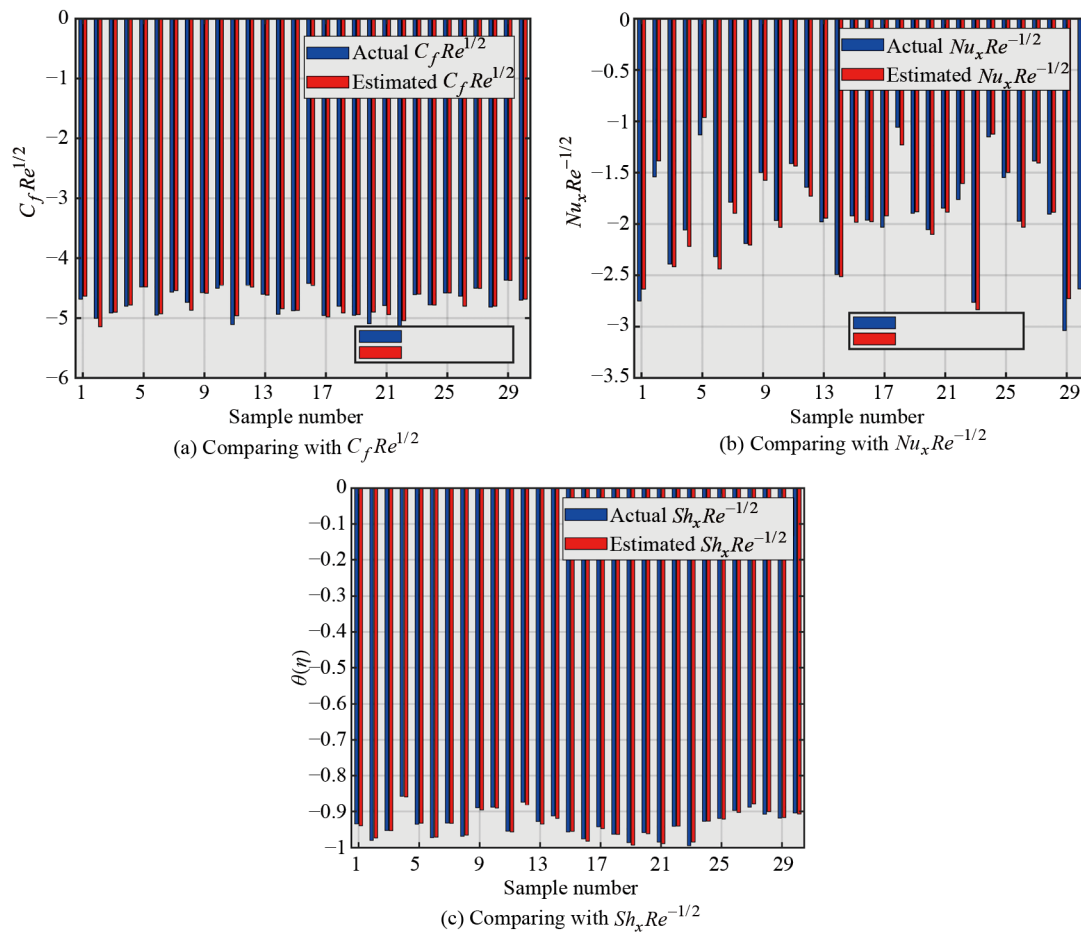 0
−1
−2
−3
−4
−5
−6
C_f Re^{1/2}
Actual C_f Re^{1/2}
Estimated C_f Re^{1/2}
1 5 9 13 17 21 25 29
Sample number
(a) Comparing with C_f Re^{1/2}
0
−0.5
−1
−1.5
−2
−2.5
−3
−3.5
Nu_x Re^{−1/2}
Actual Nu_x Re^{−1/2}
Estimated Nu_x Re^{−1/2}
1 5 9 13 17 21 25 29
Sample number
(b) Comparing with Nu_x Re^{−1/2}
0
−0.1
−0.2
−0.3
−0.4
−0.5
−0.6
−0.7
−0.8
−0.9
−1
θ(η)
Actual Sh_x Re^{−1/2}
Estimated Sh_x Re^{−1/2}
1 5 9 13 17 21 25 29
Sample number
(c) Comparing with Sh_x Re^{−1/2}